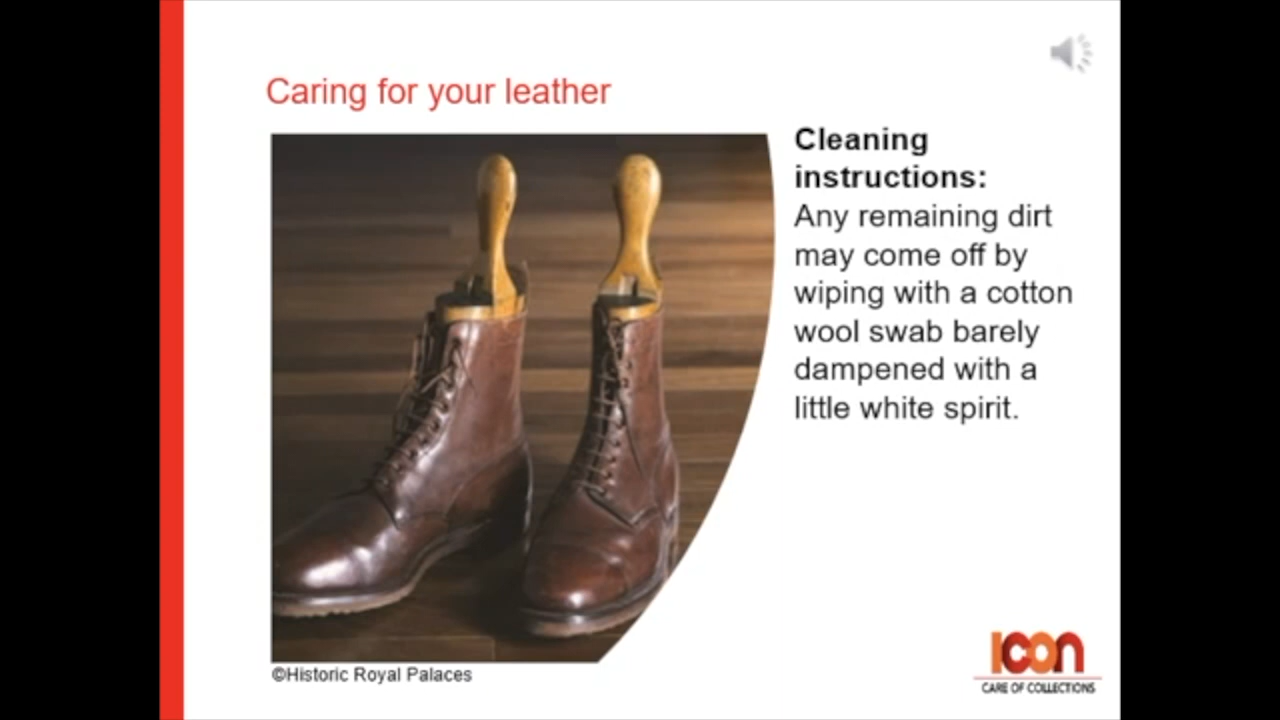 Caring for your leather
Cleaning
instructions:
Any remaining dirt
may come off by
wiping with a cotton
wool swab barely
dampened with a
little white spirit.
©Historic Royal Palaces
Icon
CARE OF COLLECTIONS